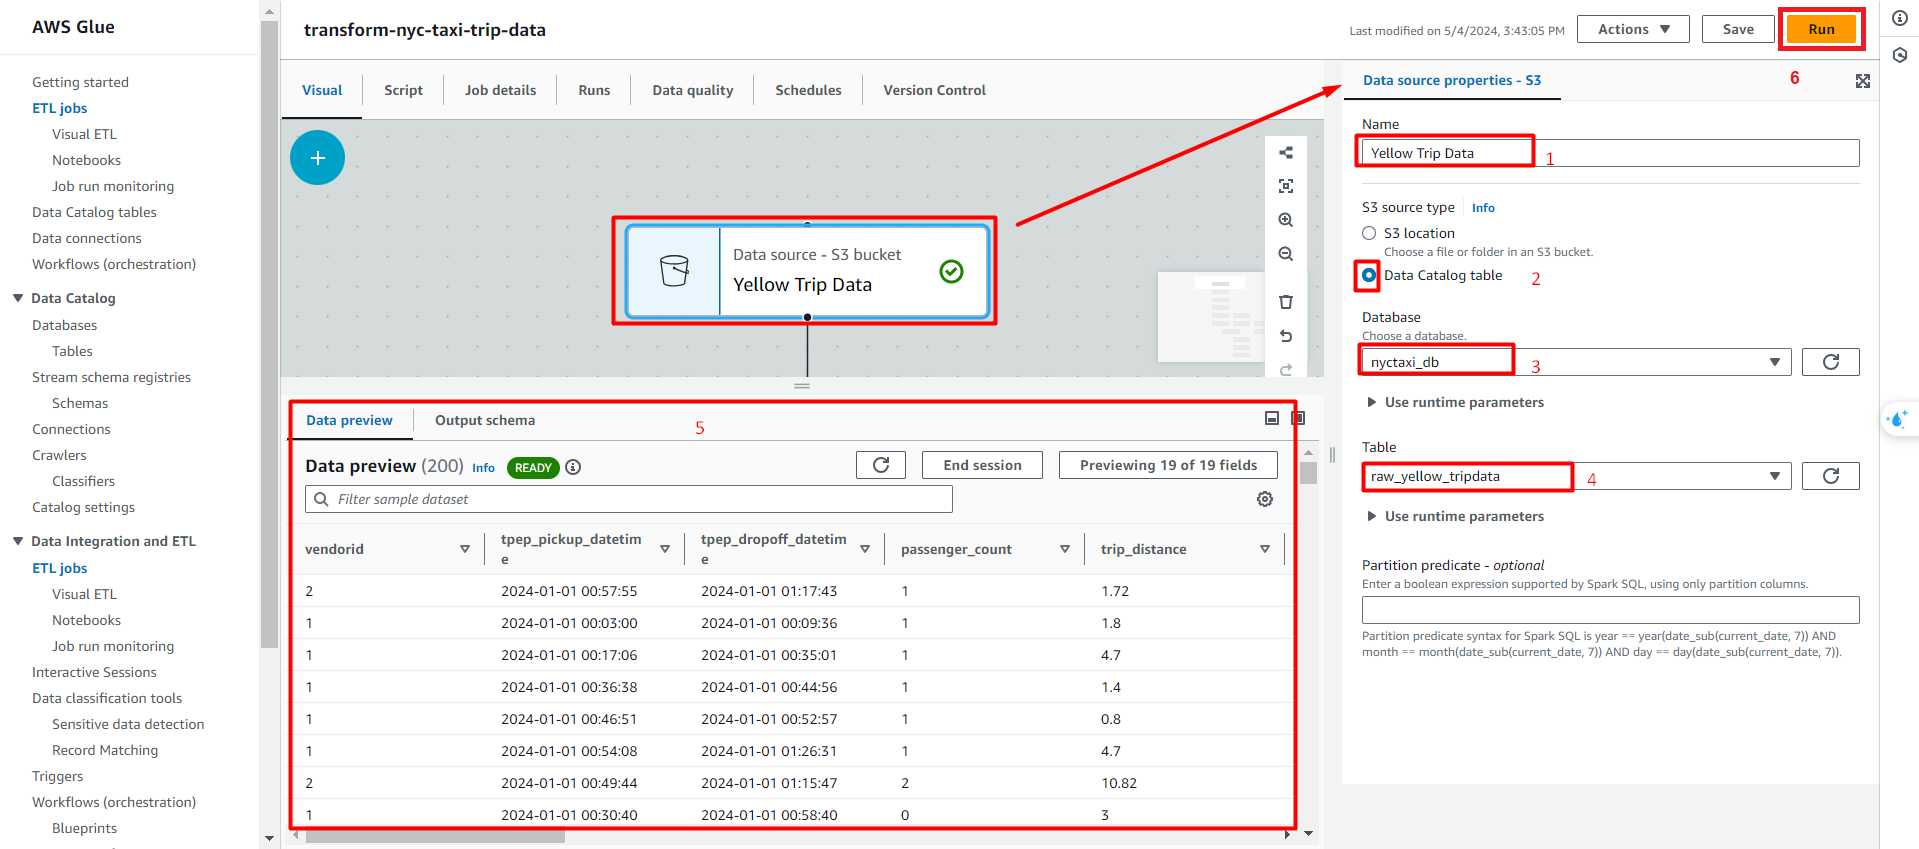 AWS Glue
Getting started
ETL jobs
Visual ETL
Notebooks
Job run monitoring
Data Catalog tables
Data connections
Workflows (orchestration)
Data Catalog
Databases
Tables
Stream schema registries
Schemas
Connections
Crawlers
Classifiers
Catalog settings
Data Integration and ETL
ETL jobs
Visual ETL
Notebooks
Job run monitoring
Interactive Sessions
Data classification tools
Sensitive data detection
Record Matching
Triggers
Workflows (orchestration)
Blueprints
transform-nyc-taxi-trip-data
Last modified on 5/4/2024, 3:43:05 PM
Actions
Save
Run
Visual
Script
Job details
Runs
Data quality
Schedules
Version Control
Data source - S3 bucket
Yellow Trip Data
Data preview
Output schema
5
Data preview (200) Info READY
End session
Previewing 19 of 19 fields
Filter sample dataset
vendorid
tpep_pickup_datetim
e
tpep_dropoff_datetim
e
passenger_count
trip_distance
2 2024-01-01 00:57:55 2024-01-01 01:17:43 1 1.72
1 2024-01-01 00:03:00 2024-01-01 00:09:36 1 1.8
1 2024-01-01 00:17:06 2024-01-01 00:35:01 1 4.7
1 2024-01-01 00:36:38 2024-01-01 00:44:56 1 1.4
1 2024-01-01 00:46:51 2024-01-01 00:52:57 1 0.8
1 2024-01-01 00:54:08 2024-01-01 01:26:31 1 4.7
2 2024-01-01 00:49:44 2024-01-01 01:15:47 2 10.82
1 2024-01-01 00:30:40 2024-01-01 00:58:40 0 3
Data source properties - S3
6
Name
Yellow Trip Data
1
S3 source type Info
S3 location
Choose a file or folder in an S3 bucket.
Data Catalog table
2
Database
Choose a database.
nyctaxi_db
3
Use runtime parameters
Table
raw_yellow_tripdata
4
Use runtime parameters
Partition predicate - optional
Enter a boolean expression supported by Spark SQL, using only partition columns.
Partition predicate syntax for Spark SQL is year == year(date_sub(current_date, 7)) AND
month == month(date_sub(current_date, 7)) AND day == day(date_sub(current_date, 7)).